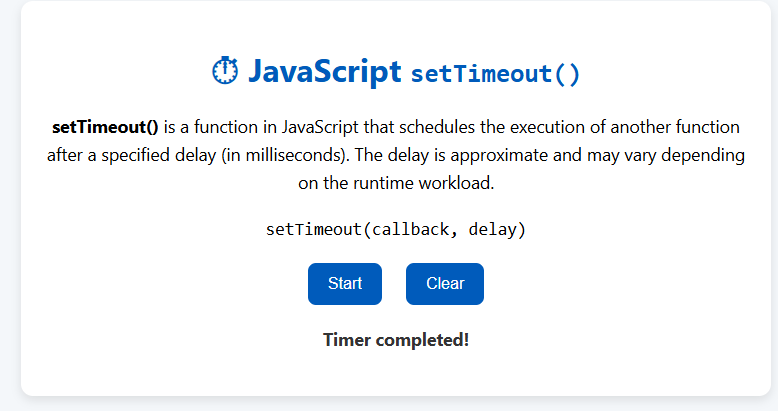 ⏱ JavaScript setTimeout()
setTimeout() is a function in JavaScript that schedules the execution of another function
after a specified delay (in milliseconds). The delay is approximate and may vary depending
on the runtime workload.
setTimeout(callback, delay)
Start Clear
Timer completed!